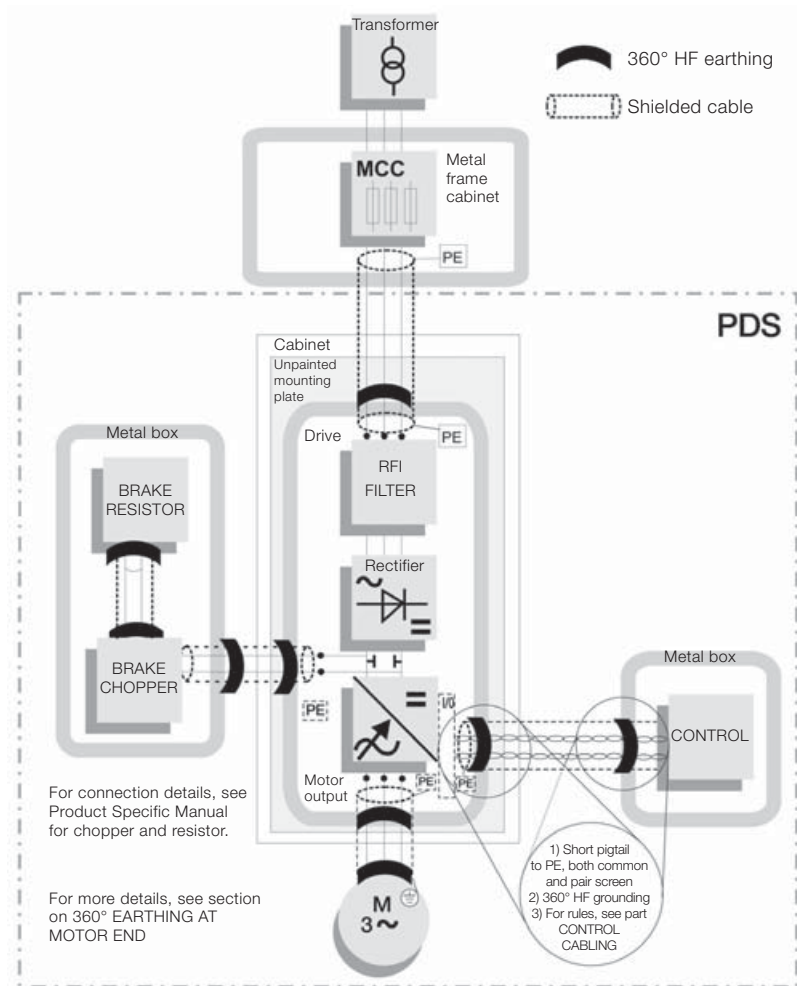 Transformer
360° HF earthing
Shielded cable
MCC
Metal
frame
cabinet
PE
PDS
Cabinet
Unpainted
mounting
plate
Metal box
Drive
PE
BRAKE
RESISTOR
RFI
FILTER
Rectifier
BRAKE
CHOPPER
PE
I/O
Metal box
CONTROL
Motor
output
PE
PE
For connection details, see
Product Specific Manual
for chopper and resistor.
1) Short pigtail
to PE, both common
and pair screen
2) 360° HF grounding
3) For rules, see part
CONTROL
CABLING
For more details, see section
on 360° EARTHING AT
MOTOR END
M
3~